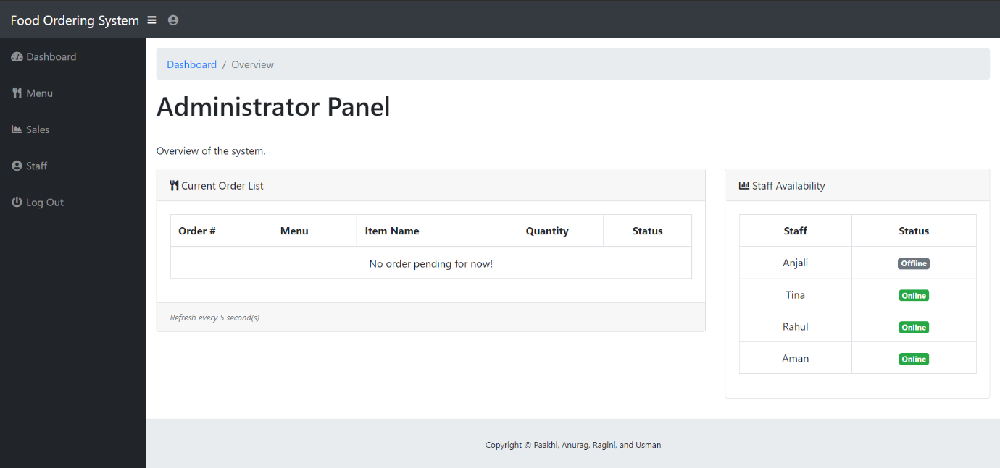 Food Ordering System
Dashboard
Menu
Sales
Staff
Log Out
Dashboard / Overview
Administrator Panel
Overview of the system.
Current Order List
Order # Menu Item Name Quantity Status
No order pending for now!
Refresh every 5 second(s)
Staff Availability
Staff Status
Anjali Offline
Tina Online
Rahul Online
Aman Online
Copyright © Paakhi, Anurag, Ragini, and Usman